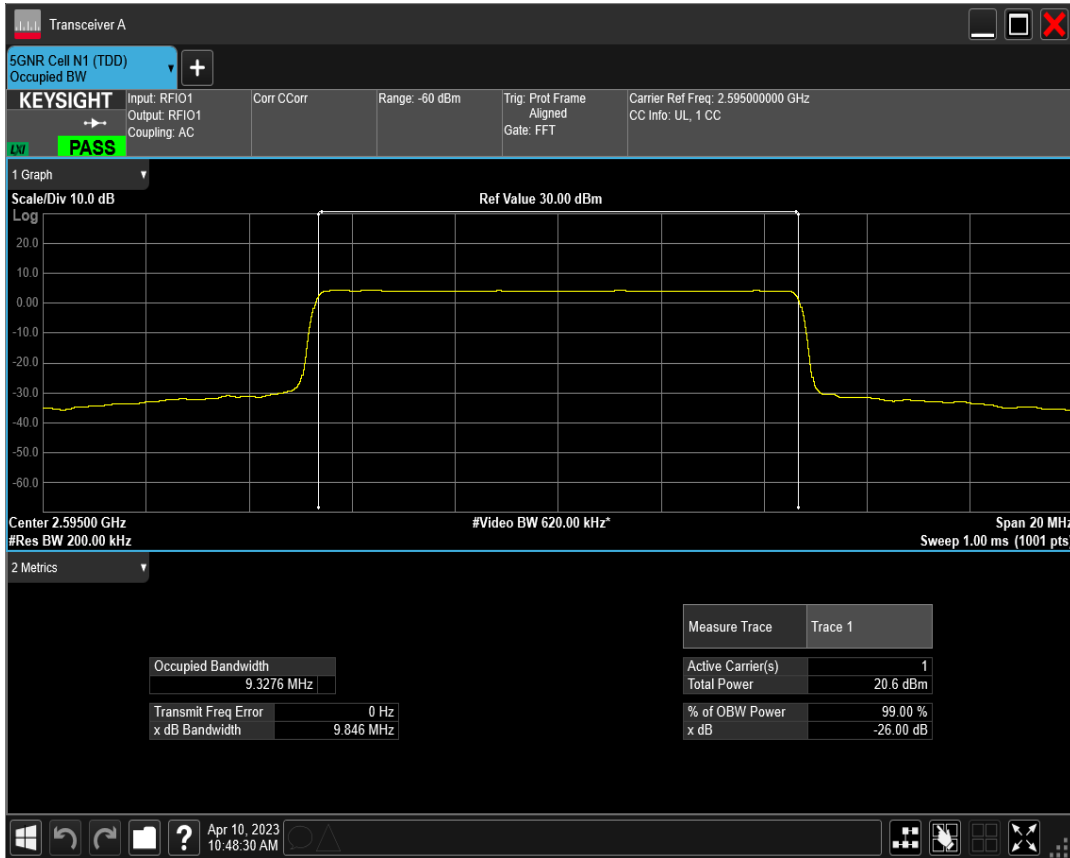 Transceiver A
5GNR Cell N1 (TDD)
Occupied BW
+
KEYSIGHT
LXI
PASS
Input: RFIO1
Output: RFIO1
Coupling: AC
Corr CCorr
Range: -60 dBm
Trig: Prot Frame
Aligned
Gate: FFT
Carrier Ref Freq: 2.595000000 GHz
CC Info: UL, 1 CC
1 Graph
Scale/Div 10.0 dB
Ref Value 30.00 dBm
Log
20.0
10.0
0.00
-10.0
-20.0
-30.0
-40.0
-50.0
-60.0
Center 2.59500 GHz
#Video BW 620.00 kHz*
Span 20 MHz
#Res BW 200.00 kHz
Sweep 1.00 ms (1001 pts)
2 Metrics
Measure Trace Trace 1
Occupied Bandwidth
9.3276 MHz
Active Carrier(s) 1
Total Power 20.6 dBm
Transmit Freq Error 0 Hz
x dB Bandwidth 9.846 MHz
% of OBW Power 99.00 %
x dB -26.00 dB
?
Apr 10, 2023
10:48:30 AM